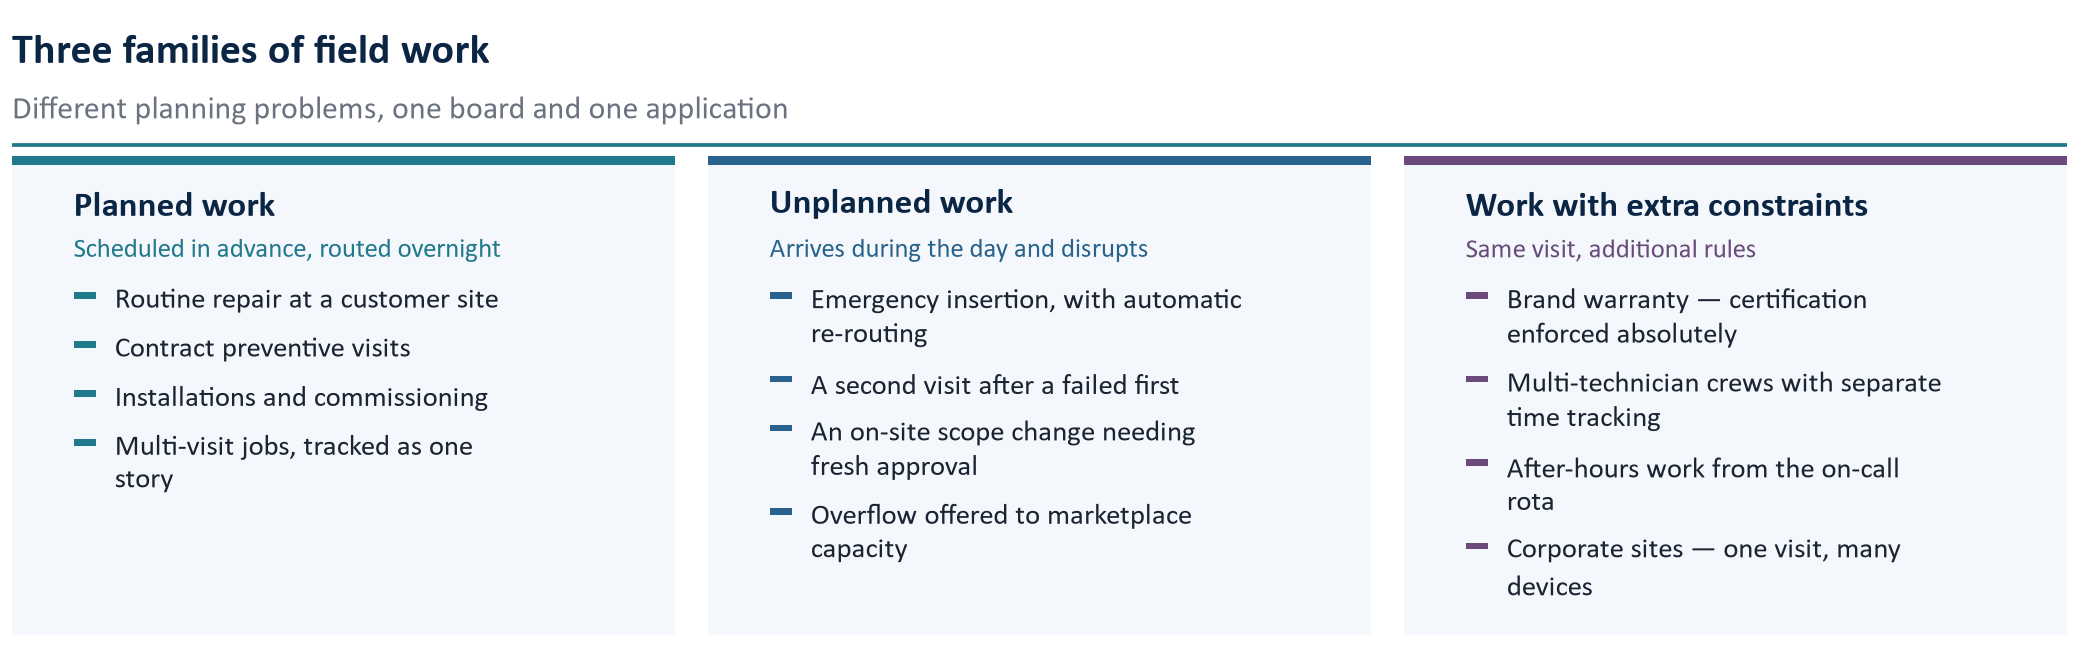 Three families of field work
Different planning problems, one board and one application
Planned work
Scheduled in advance, routed overnight
Routine repair at a customer site
Contract preventive visits
Installations and commissioning
Multi-visit jobs, tracked as one
story
Unplanned work
Arrives during the day and disrupts
Emergency insertion, with automatic
re-routing
A second visit after a failed first
An on-site scope change needing
fresh approval
Overflow offered to marketplace
capacity
Work with extra constraints
Same visit, additional rules
Brand warranty — certification
enforced absolutely
Multi-technician crews with separate
time tracking
After-hours work from the on-call
rota
Corporate sites — one visit, many
devices